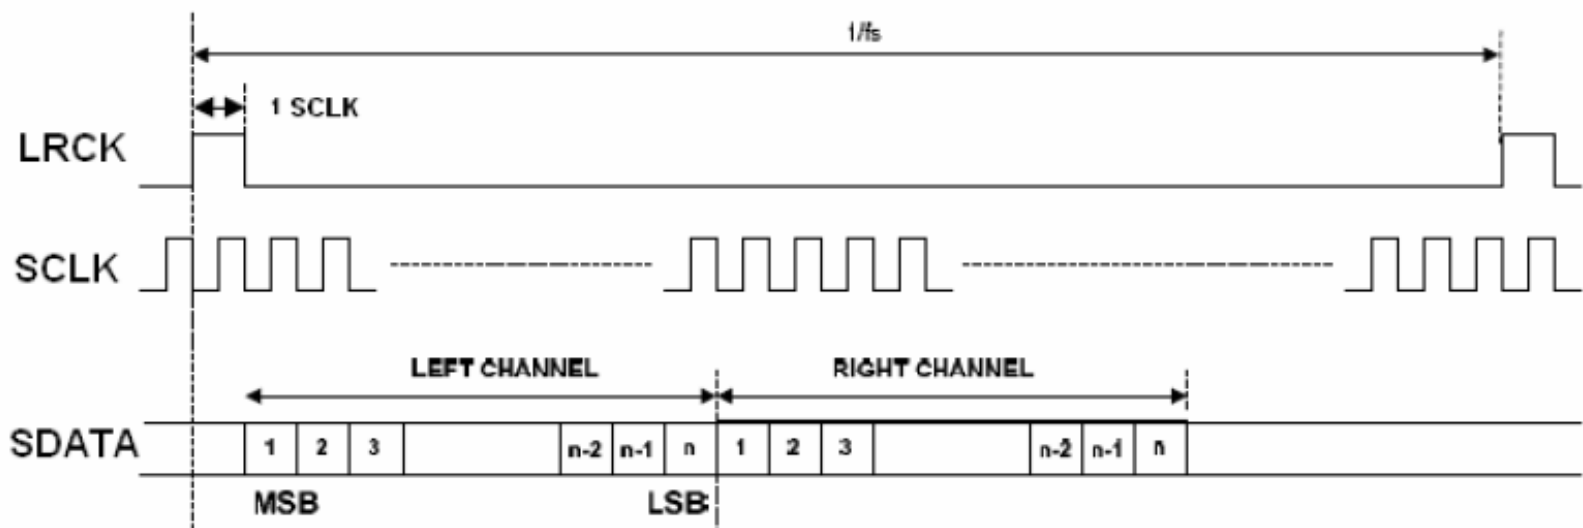 1/fs
1 SCLK
LRCK
SCLK
LEFT CHANNEL RIGHT CHANNEL
SDATA 1 2 3 n-2 n-1 n 1 2 3 n-2 n-1 n
MSB LSB